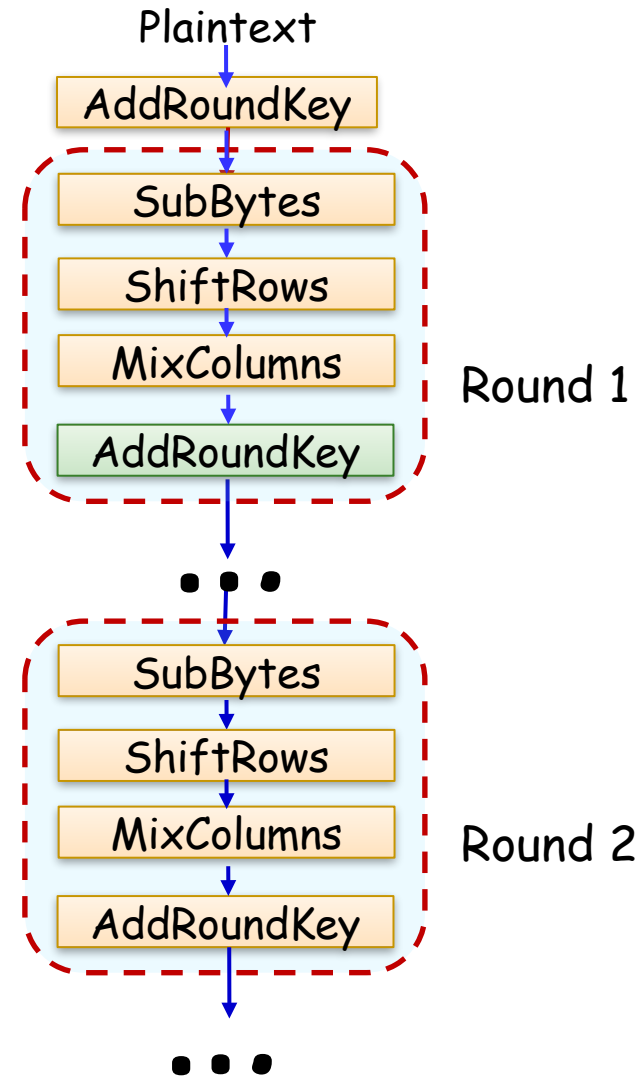 Plaintext
AddRoundKey
SubBytes
ShiftRows
MixColumns
Round 1
AddRoundKey
...
SubBytes
ShiftRows
MixColumns
Round 2
AddRoundKey
...